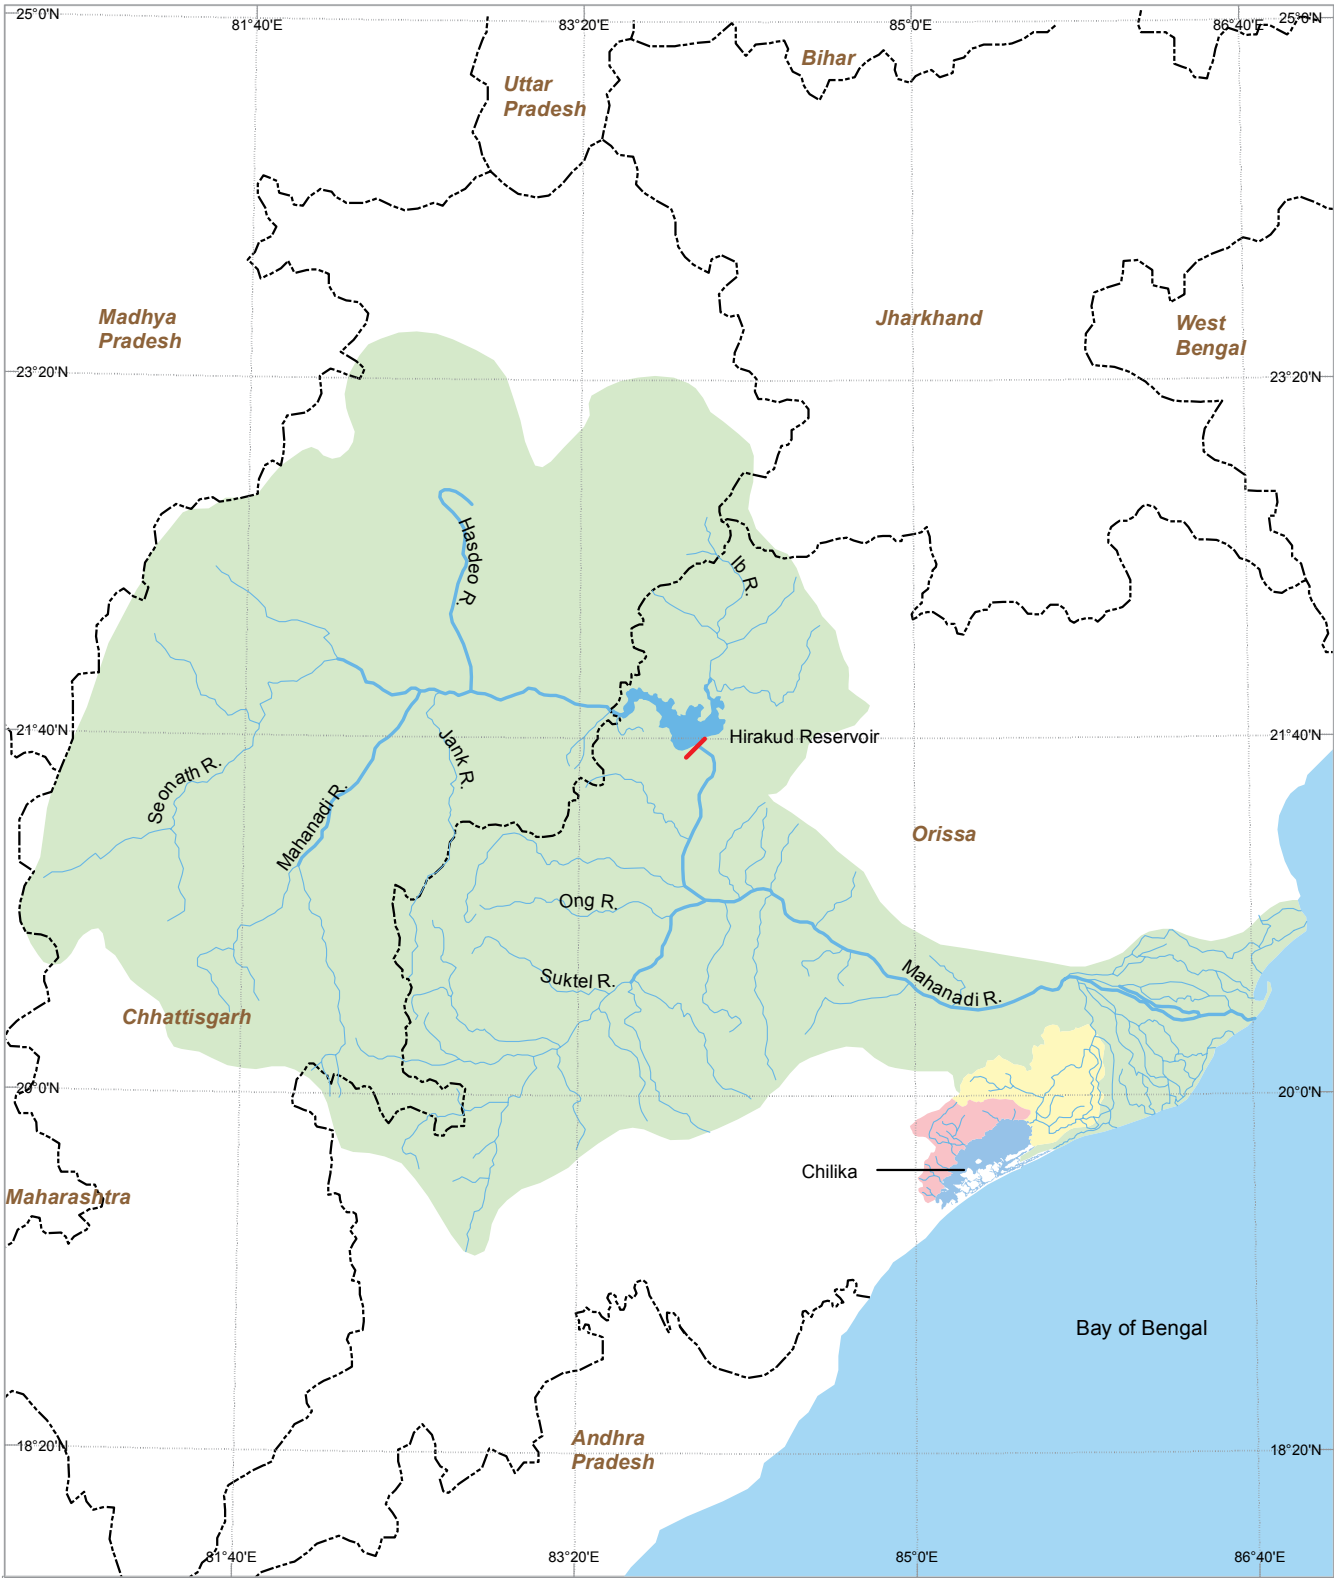 25°0'N
81°40'E
83°20'E
85°0'E
86°40'E
25°0'N
Bihar
Uttar
Pradesh
Madhya
Pradesh
Jharkhand
West
Bengal
23°20'N
23°20'N
Hasdeo R.
Ib R.
21°40'N
Hirakud Reservoir
21°40'N
Jank R.
Seonath R.
Mahanadi R.
Orissa
Ong R.
Suktel R.
Mahanadi R.
Chhattisgarh
20°0'N
20°0'N
Chilika
Maharashtra
Bay of Bengal
18°20'N
Andhra
Pradesh
18°20'N
81°40'E
83°20'E
85°0'E
86°40'E